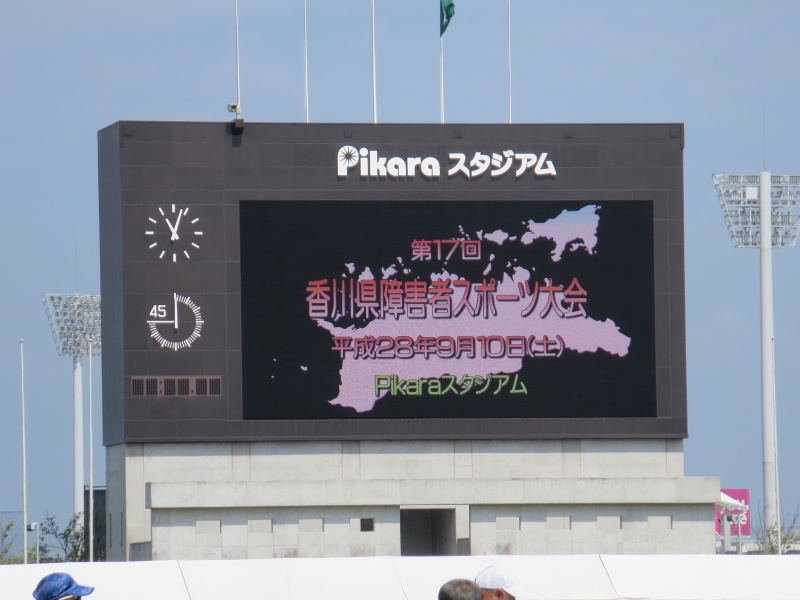 Pikara スタジアム
45
第17回
香川県障害者スポーツ大会
平成28年9月10日(土)
Pikaraスタジアム